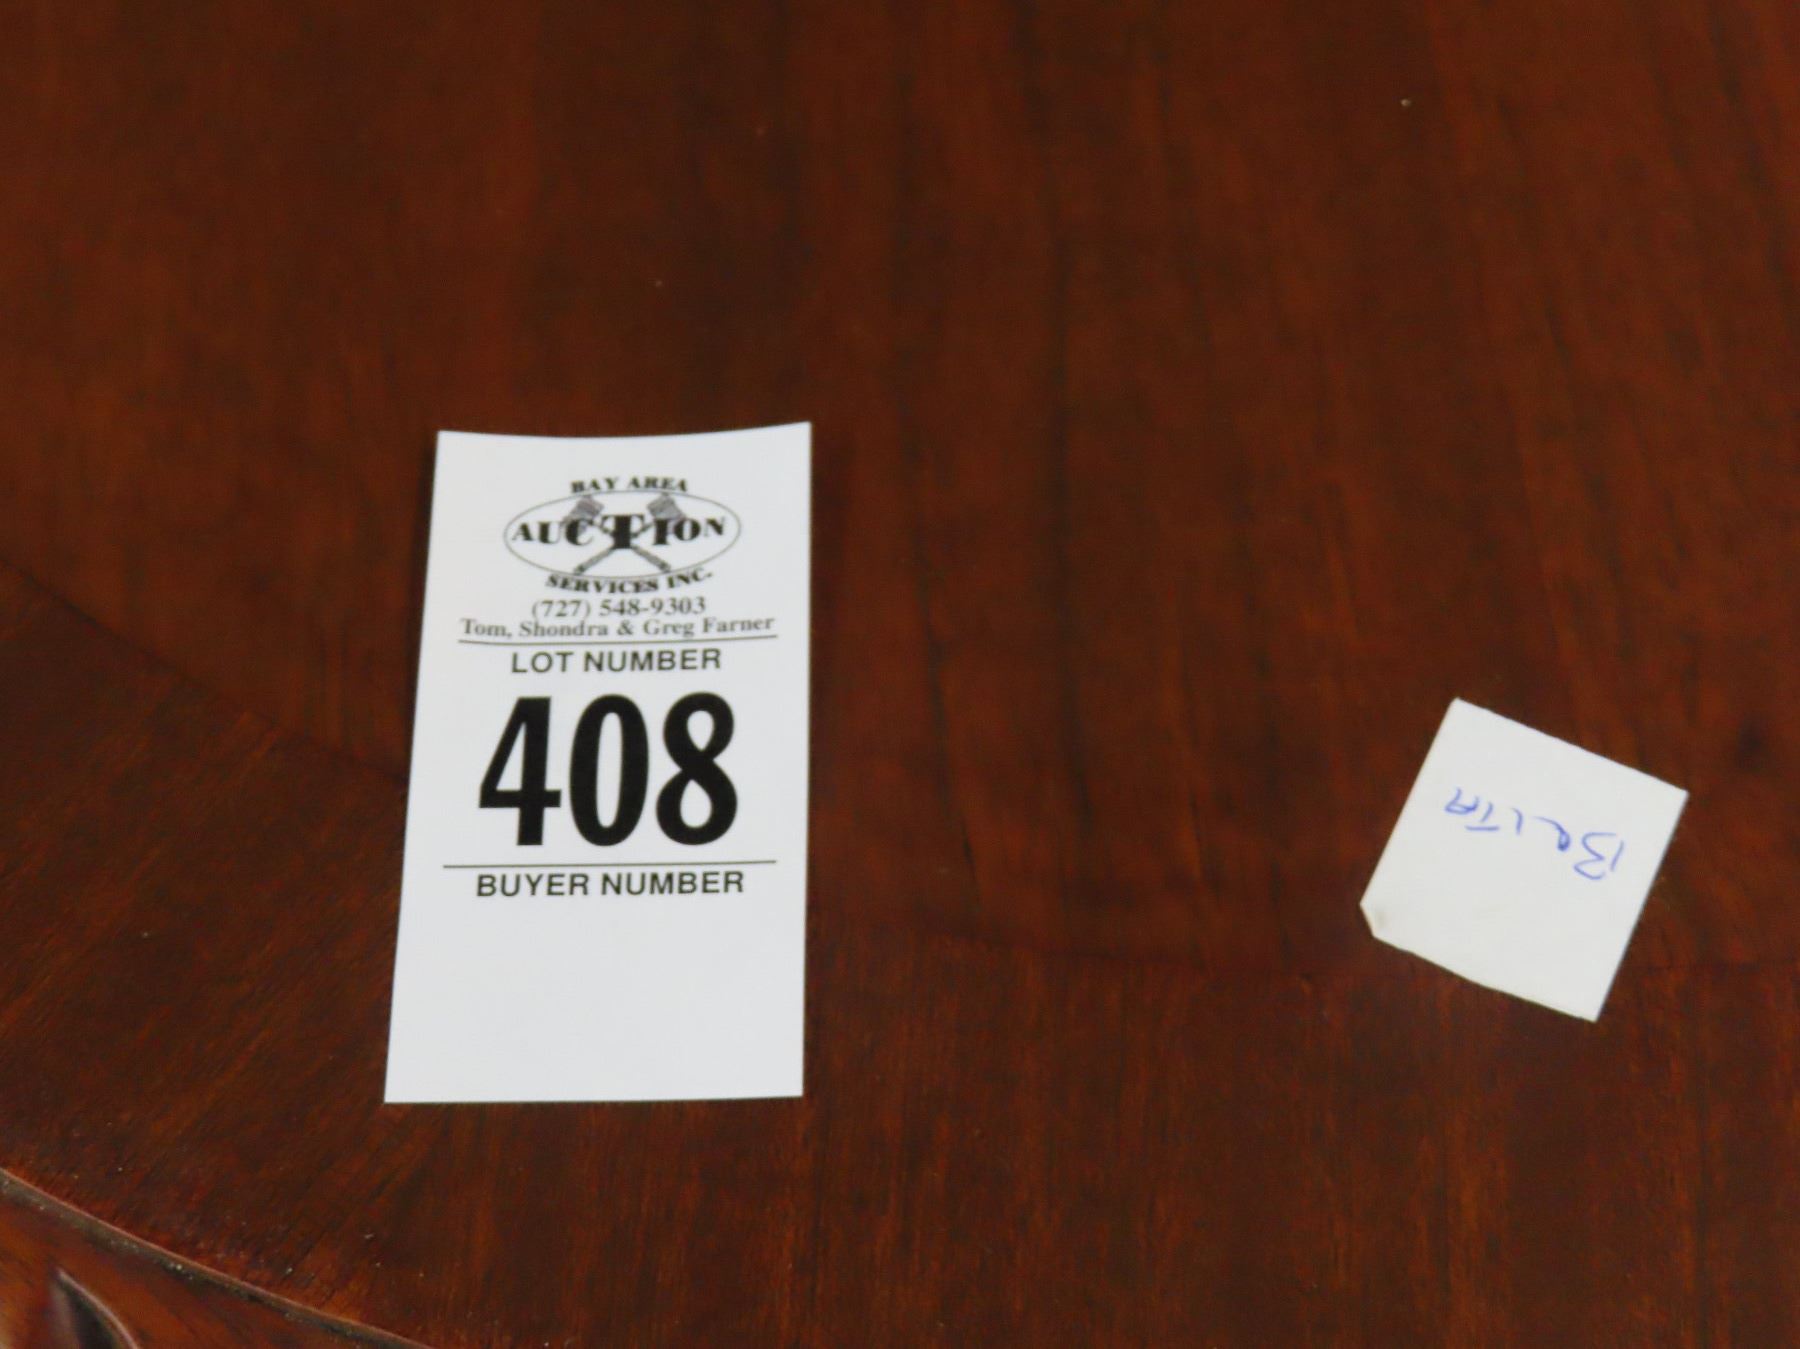 BAY AREA
AUCTION
SERVICES INC.
(727) 548-9303
Tom, Shondra & Greg Farner
LOT NUMBER
408
BUYER NUMBER